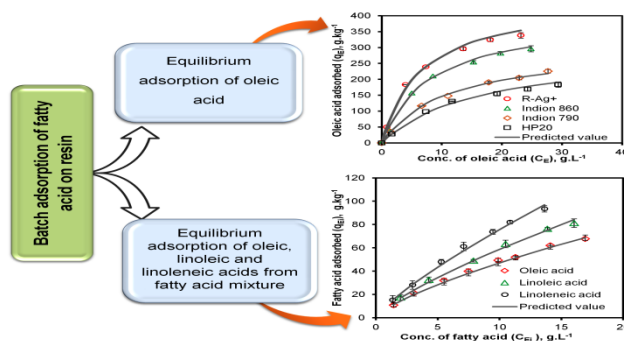 Batch adsorption of fatty
acid on resin
Equilibrium
adsorption of oleic
acid
Equilibrium
adsorption of oleic,
linoleic and
linoleneic acids from
fatty acid mixture
Oleic acid adsorbed (qE), g.kg-1
400
350
300
250
200
150
100
50
0
R-Ag+
Indion 860
Indion 790
HP20
Predicted value
0
10
20
30
40
Conc. of oleic acid (CE), g.L-1
Fatty acid adsorbed (qEi), g.kg-1
120
100
80
60
40
20
0
Oleic acid
Linoleic acid
Linoleneic acid
Predicted value
0
5
10
15
20
Conc. of fatty acid (CEi), g.L-1